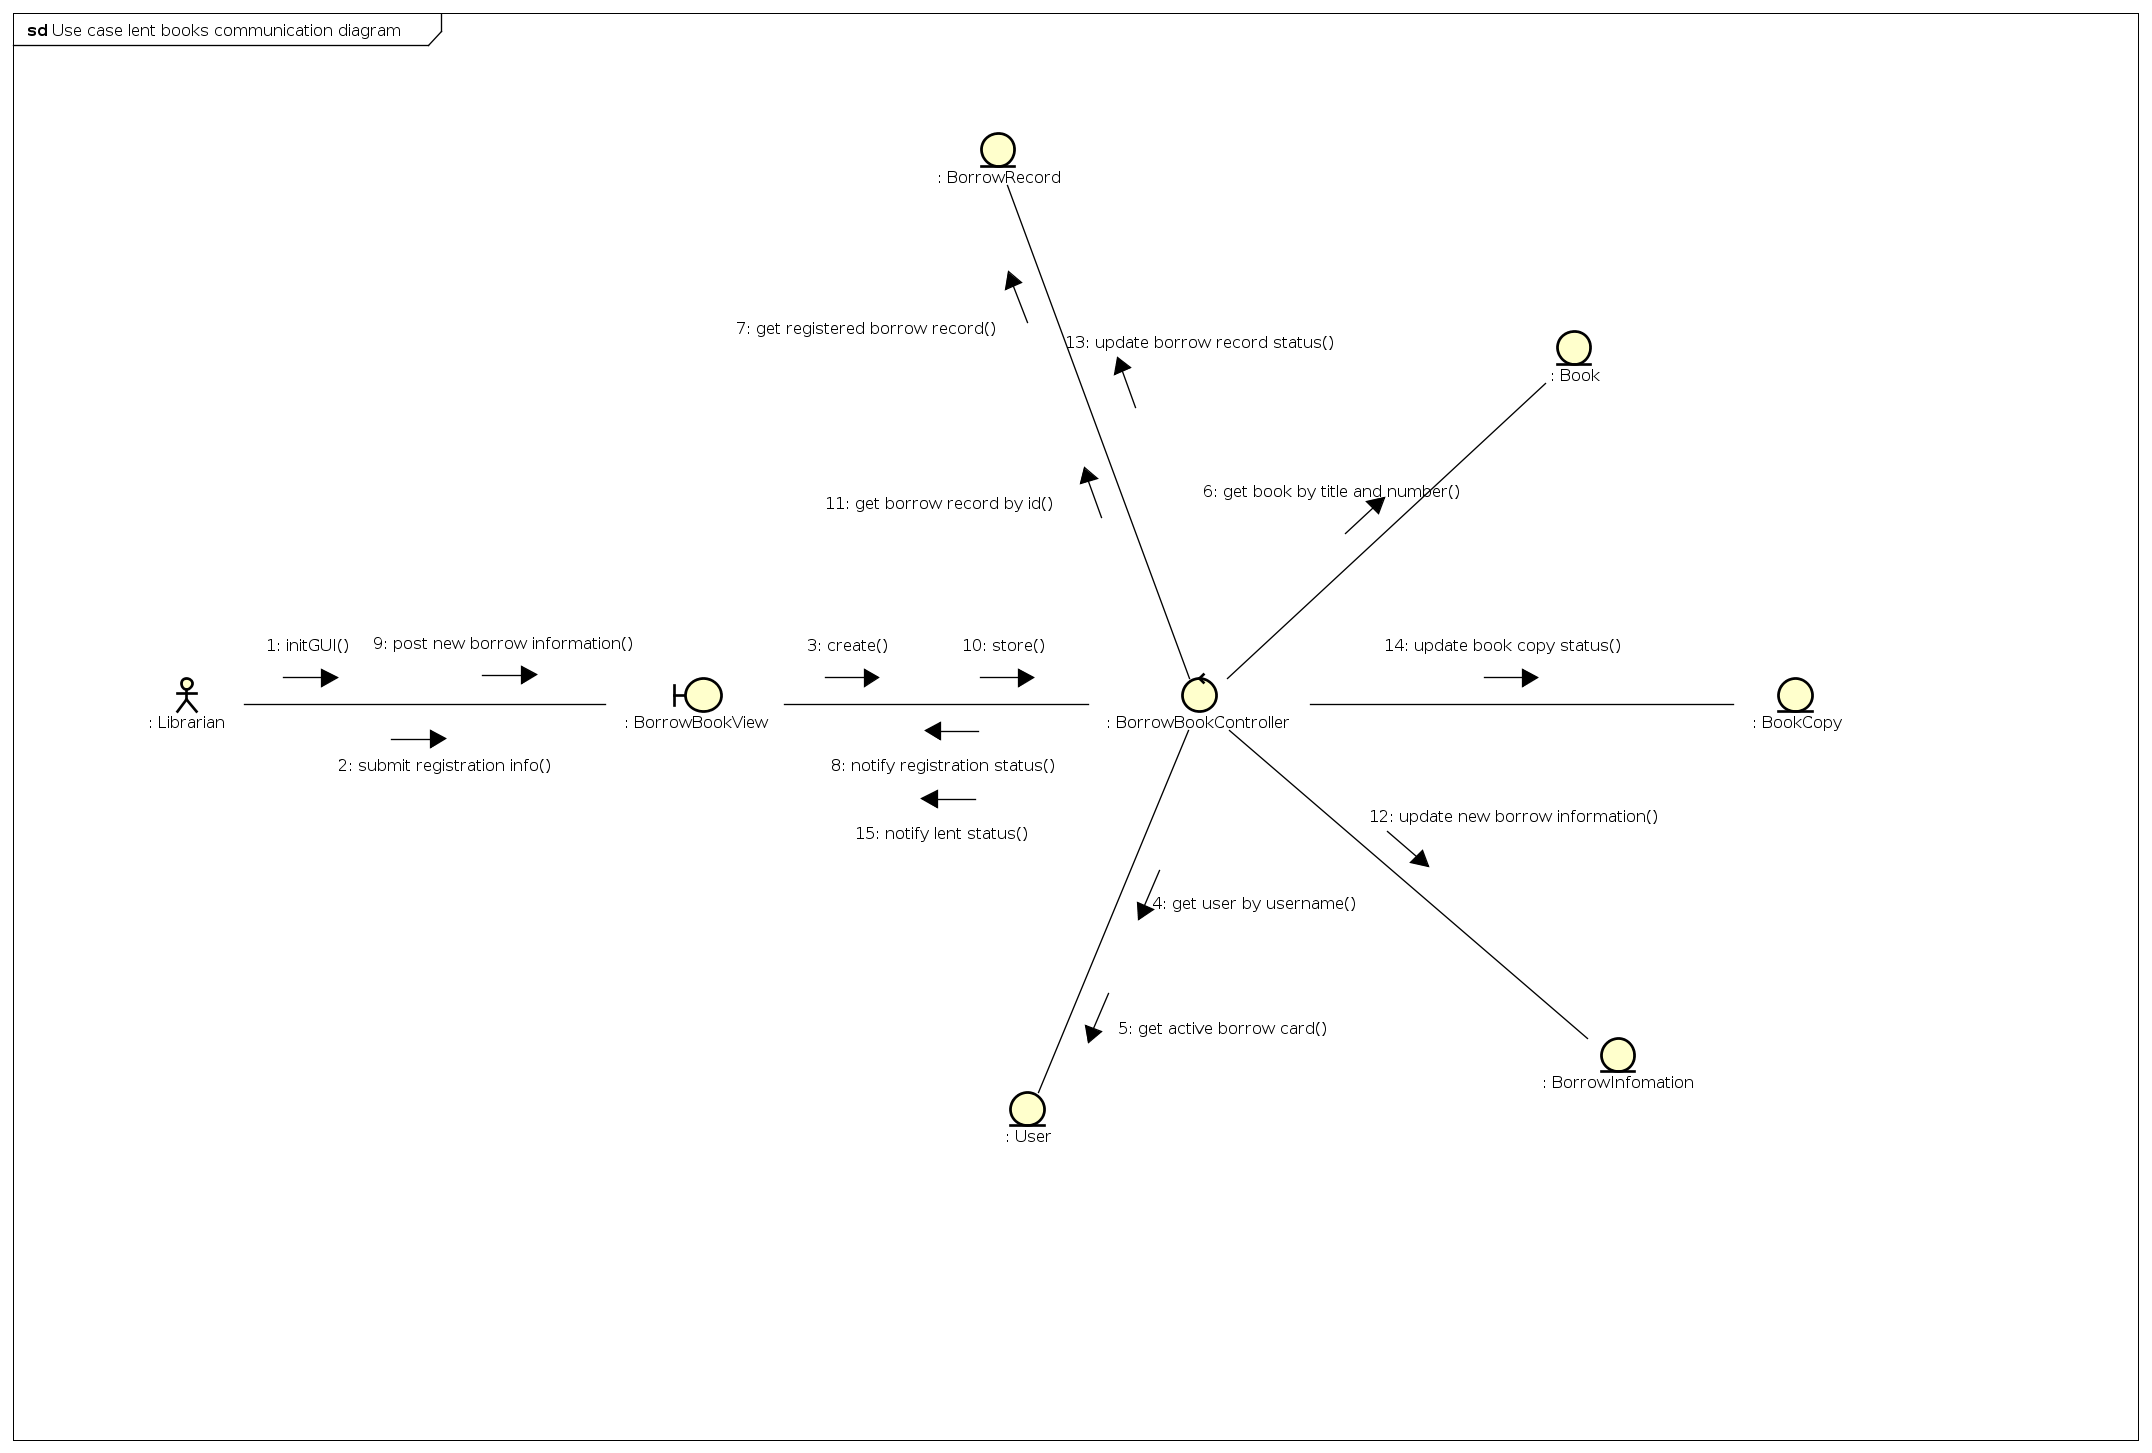 sd Use case lent books communication diagram
: BorrowRecord
7: get registered borrow record()
13: update borrow record status()
: Book
6: get book by title and number()
11: get borrow record by id()
1: initGUI()
9: post new borrow information()
3: create()
10: store()
14: update book copy status()
: Librarian
: BorrowBookView
: BorrowBookController
: BookCopy
2: submit registration info()
8: notify registration status()
15: notify lent status()
12: update new borrow information()
4: get user by username()
5: get active borrow card()
: BorrowInfomation
: User